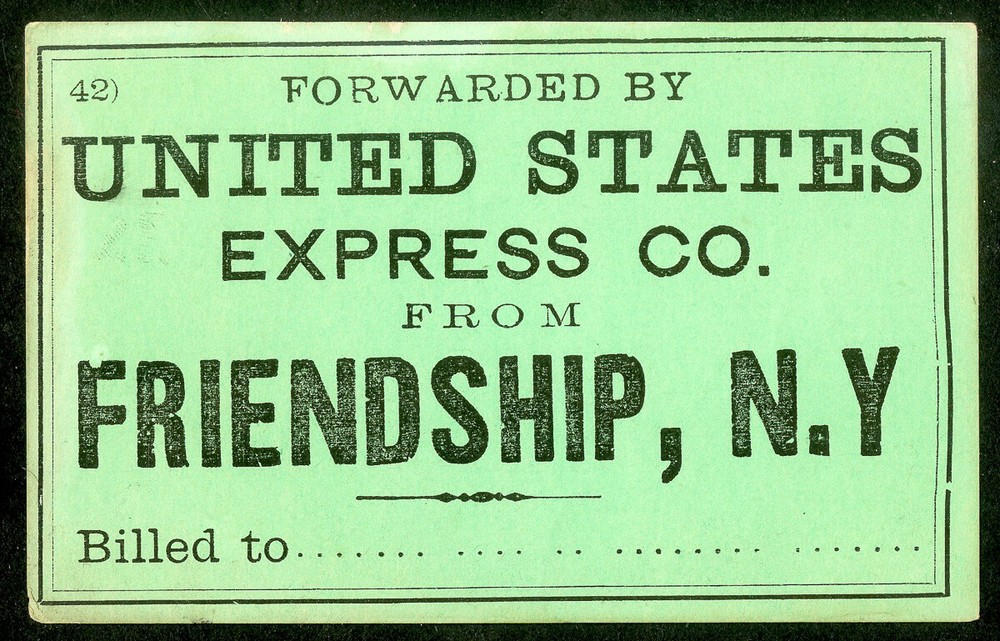 42)
FORWARDED BY
UNITED STATES
EXPRESS CO.
FROM
FRIENDSHIP, N.Y
Billed to....... .... .. ......... ........